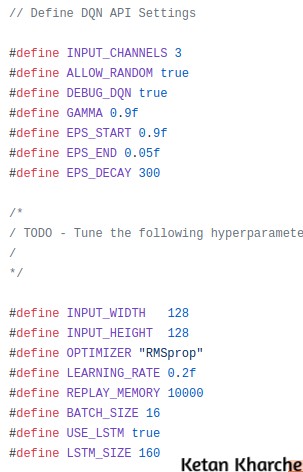 // Define DQN API Settings
#define INPUT_CHANNELS 3
#define ALLOW_RANDOM true
#define DEBUG_DQN true
#define GAMMA 0.9f
#define EPS_START 0.9f
#define EPS_END 0.05f
#define EPS_DECAY 300
/*
/ TODO - Tune the following hyperparamete
/
*/
#define INPUT_WIDTH   128
#define INPUT_HEIGHT  128
#define OPTIMIZER "RMSprop"
#define LEARNING_RATE 0.2f
#define REPLAY_MEMORY 10000
#define BATCH_SIZE 16
#define USE_LSTM true
#define LSTM_SIZE 160
Ketan Kharche